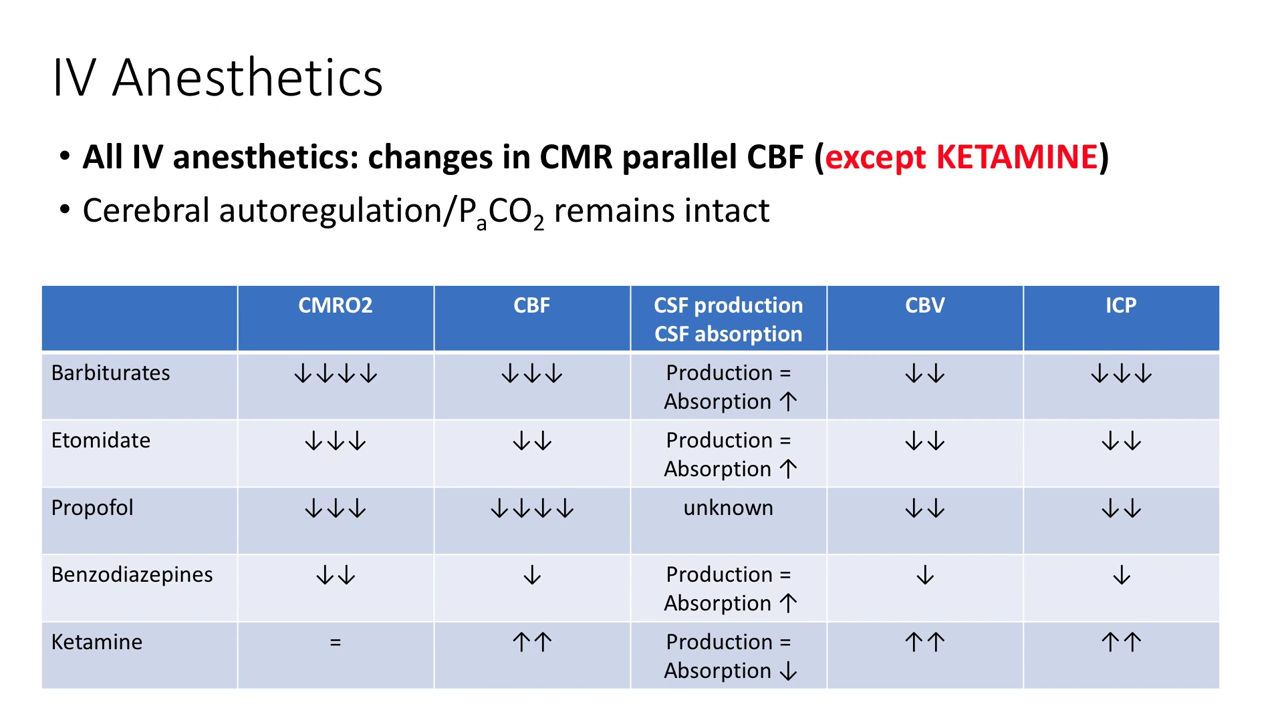 IV Anesthetics
• All IV anesthetics: changes in CMR parallel CBF (except KETAMINE)
• Cerebral autoregulation/PaCO2 remains intact
CMRO2 CBF CSF production CSF absorption CBV ICP
Barbiturates ↓↓↓↓ ↓↓↓ Production = Absorption ↑ ↓↓ ↓↓↓
Etomidate ↓↓↓ ↓↓ Production = Absorption ↑ ↓↓ ↓↓
Propofol ↓↓↓ ↓↓↓↓ unknown ↓↓ ↓↓
Benzodiazepines ↓↓ ↓ Production = Absorption ↑ ↓ ↓
Ketamine = ↑↑ Production = Absorption ↓ ↑↑ ↑↑